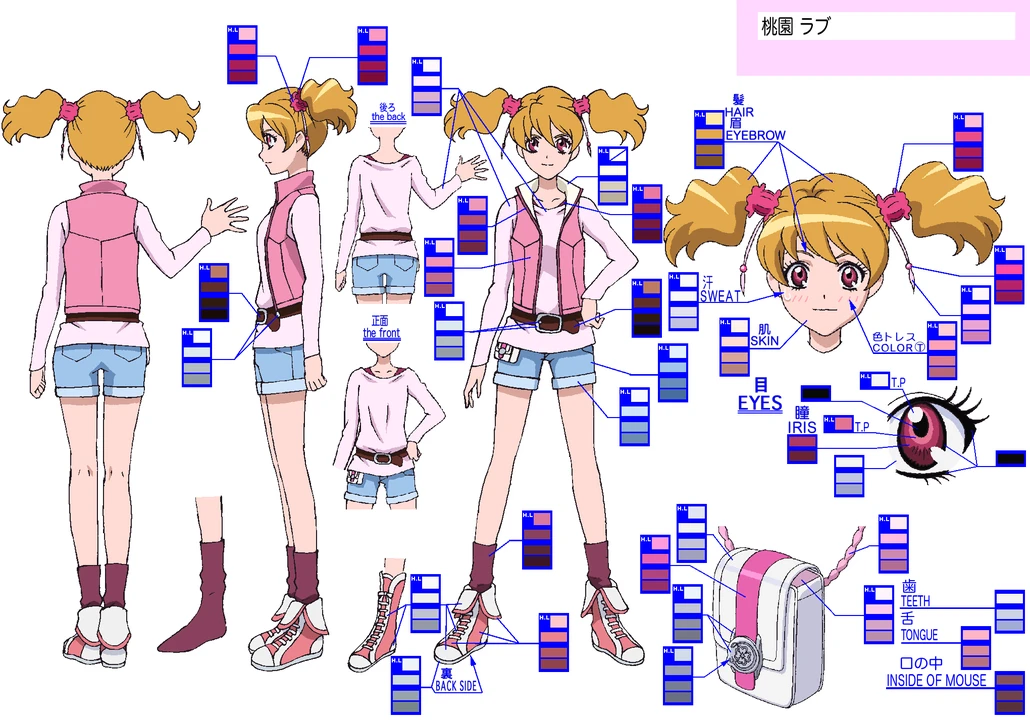 桃園 ラブ
H.L
H.L
H.L
後ろ
the back
髪
HAIR
眉
EYEBROW
H.L
H.L
H.L
H.L
H.L
H.L
H.L
H.L
H.L
H.L
汗
SWEAT
H.L
H.L
H.L
正面
the front
H.L
H.L
肌
SKIN
色トレス
COLOR Ⓣ
H.L
H.L
目
EYES
H.L
T.P
H.L
瞳
IRIS
H.L
T.P
H.L
H.L
H.L
H.L
H.L
H.L
H.L
歯
TEETH
舌
TONGUE
H.L
H.L
裏
BACK SIDE
H.L
口の中
INSIDE OF MOUSE